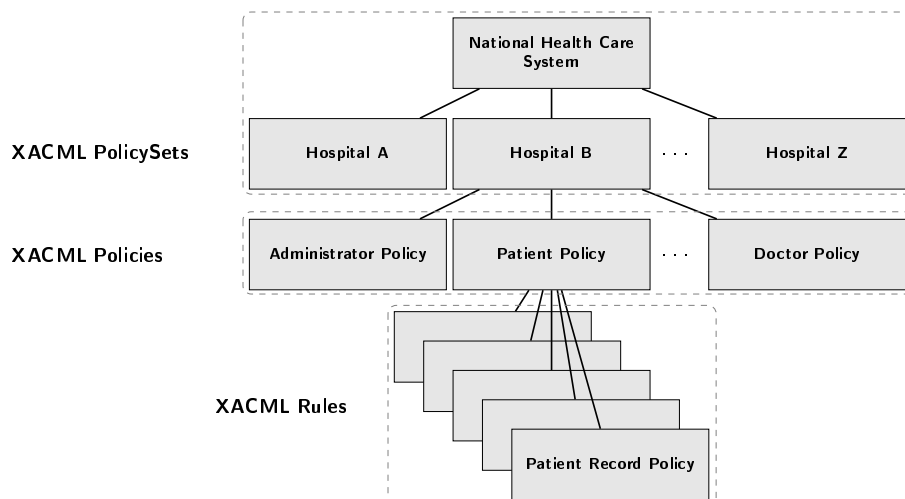 National Health Care
System
XACML PolicySets
Hospital A
Hospital B
. . .
Hospital Z
XACML Policies
Administrator Policy
Patient Policy
. . .
Doctor Policy
XACML Rules
Patient Record Policy